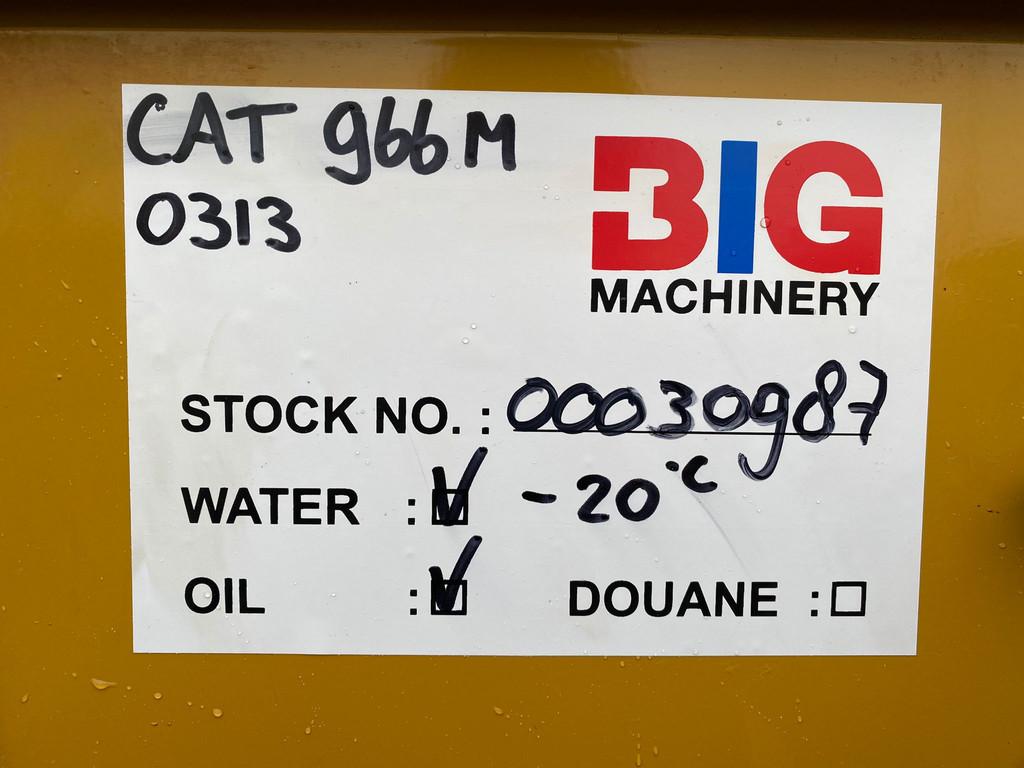 CAT 966M
0313
BIG
MACHINERY
STOCK NO. : 00030987
WATER : ☑ -20°C
OIL : ☑ DOUANE : ☐